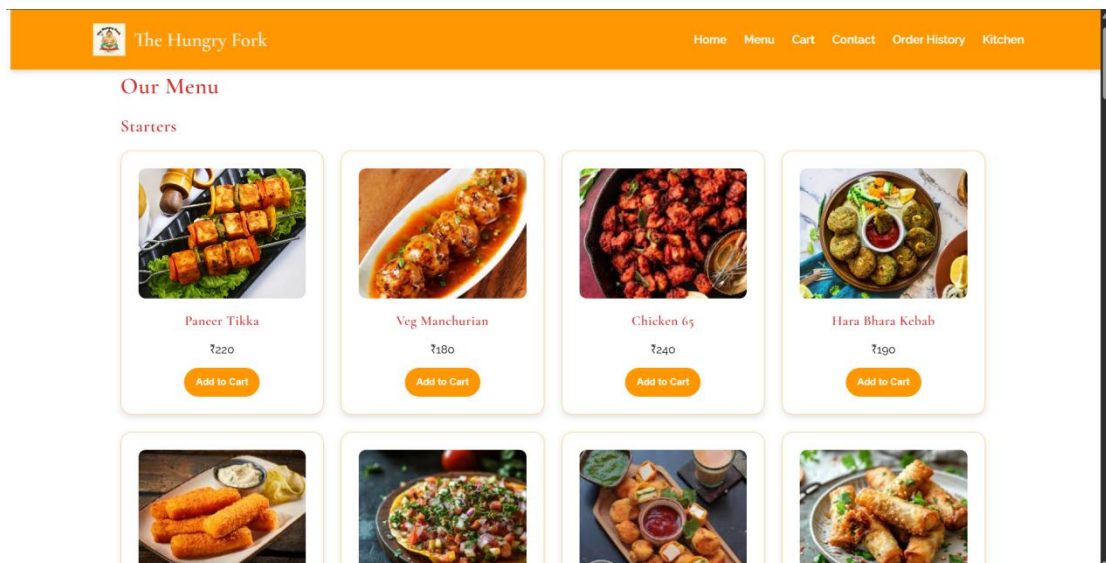 The Hungry Fork
Home Menu Cart Contact Order History Kitchen
Our Menu
Starters
Paneer Tikka
₹220
Add to Cart
Veg Manchurian
₹180
Add to Cart
Chicken 65
₹240
Add to Cart
Hara Bhara Kebab
₹190
Add to Cart